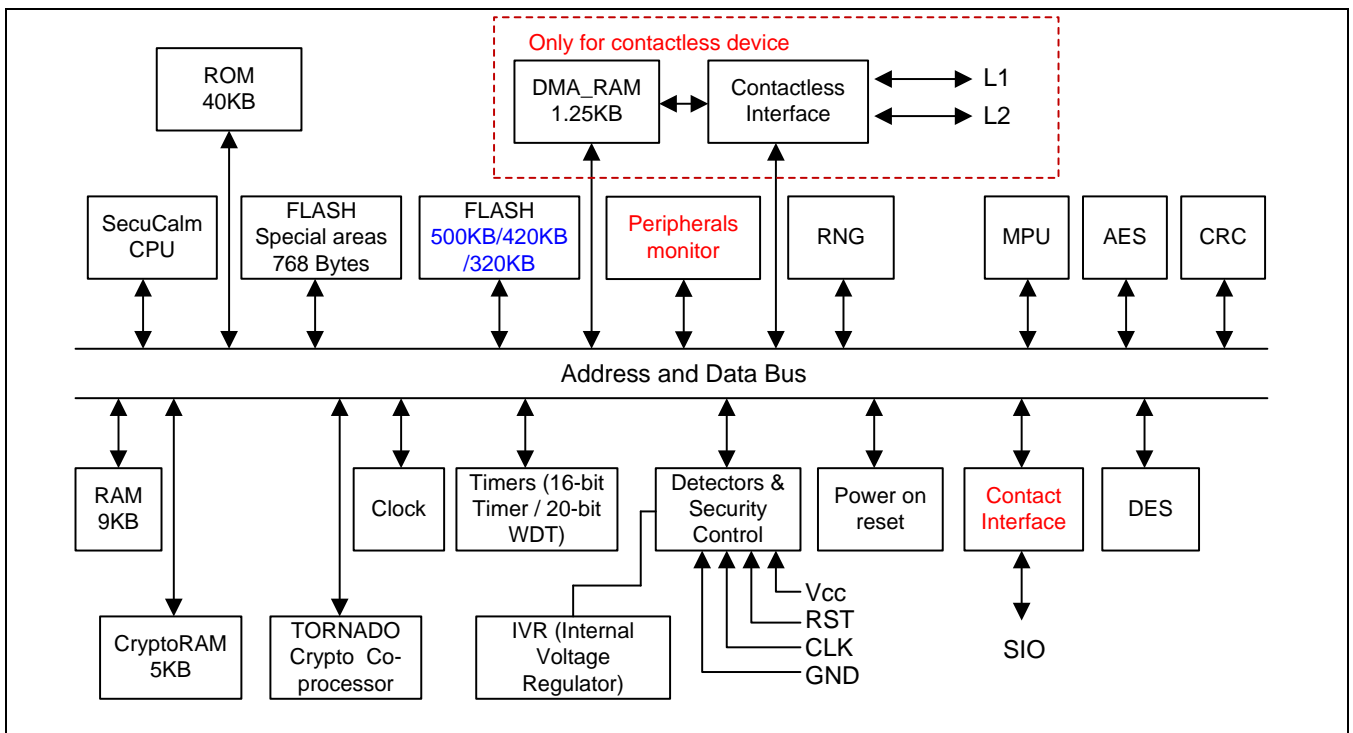 Only for contactless device
ROM
40KB
DMA_RAM
1.25KB
Contactless
Interface
L1
L2
SecuCalm
CPU
FLASH
Special areas
768 Bytes
FLASH
500KB/420KB
/320KB
Peripherals
monitor
RNG
MPU
AES
CRC
Address and Data Bus
RAM
9KB
Clock
Timers (16-bit
Timer / 20-bit
WDT)
Detectors &
Security
Control
Power on
reset
Contact
Interface
DES
CryptoRAM
5KB
TORNADO
Crypto Co-
processor
IVR (Internal
Voltage
Regulator)
Vcc
RST
CLK
GND
SIO